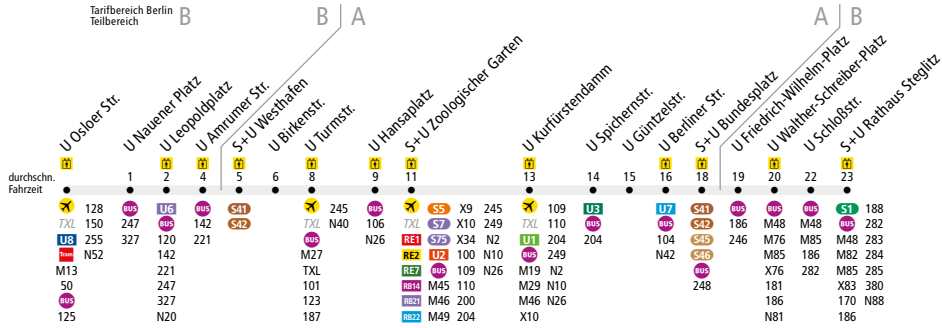 Tarifbereich Berlin
Teilbereich
B B A A B
U Osloer Str.
U Nauener Platz
U Leopoldplatz
U Amrumer Str.
S+U Westhafen
U Birkenstr.
U Turmstr.
U Hansaplatz
S+U Zoologischer Garten
U Kurfürstendamm
U Spichernstr.
U Güntzelstr.
U Berliner Str.
S+U Bundesplatz
U Friedrich-Wilhelm-Platz
U Walther-Schreiber-Platz
U Schloßstr.
S+U Rathaus Steglitz
durchschn.
Fahrzeit
1 2 4 5 6 8 9 11 13 14 15 16 18 19 20 22 23
128
TXL 150
U8 255
Tram N52
M13
50
BUS
125
BUS
247
327
U6
BUS
120
142
221
247
327
N20
BUS
142
221
S41
S42
245
TXL N40
BUS
M27
TXL
101
123
187
BUS
106
N26
S5 X9 245
TXL S7 X10 249
RE1 S75 X34 N2
RE2 U2 100 N10
RE7 BUS 109 N26
RB14 M45 110
RB21 M46 200
RB22 M49 204
109
TXL 110
U1 204
BUS 249
M19 N2
M29 N10
M46 N26
X10
U3
BUS
204
U7
BUS
104
N42
S41
S42
S45
S46
BUS
248
BUS
186
246
BUS
M48
M76
M85
X76
181
186
N81
BUS
M48
M85
186
282
S1 188
BUS 282
M48 283
M82 284
M85 285
X83 380
170 N88
186